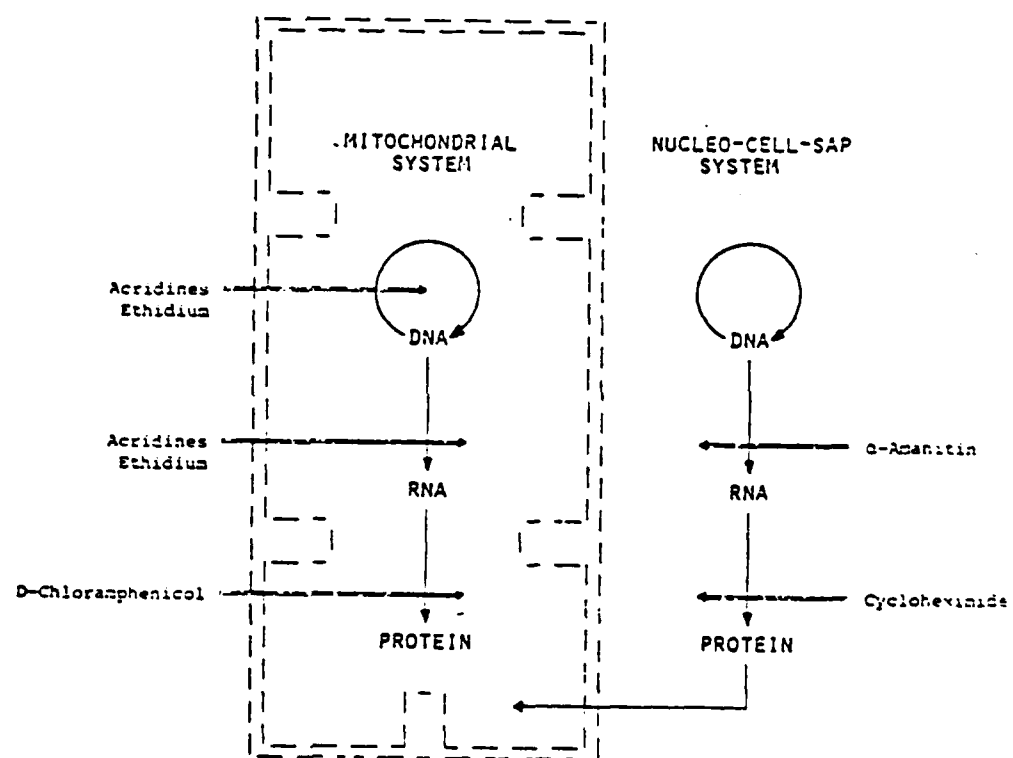 MITOCHONDRIAL
SYSTEM
NUCLEO-CELL-SAP
SYSTEM
Acridines
Ethidium
DNA
DNA
Acridines
Ethidium
α-Amanitin
RNA
RNA
D-Chloramphenicol
Cycloheximide
PROTEIN
PROTEIN